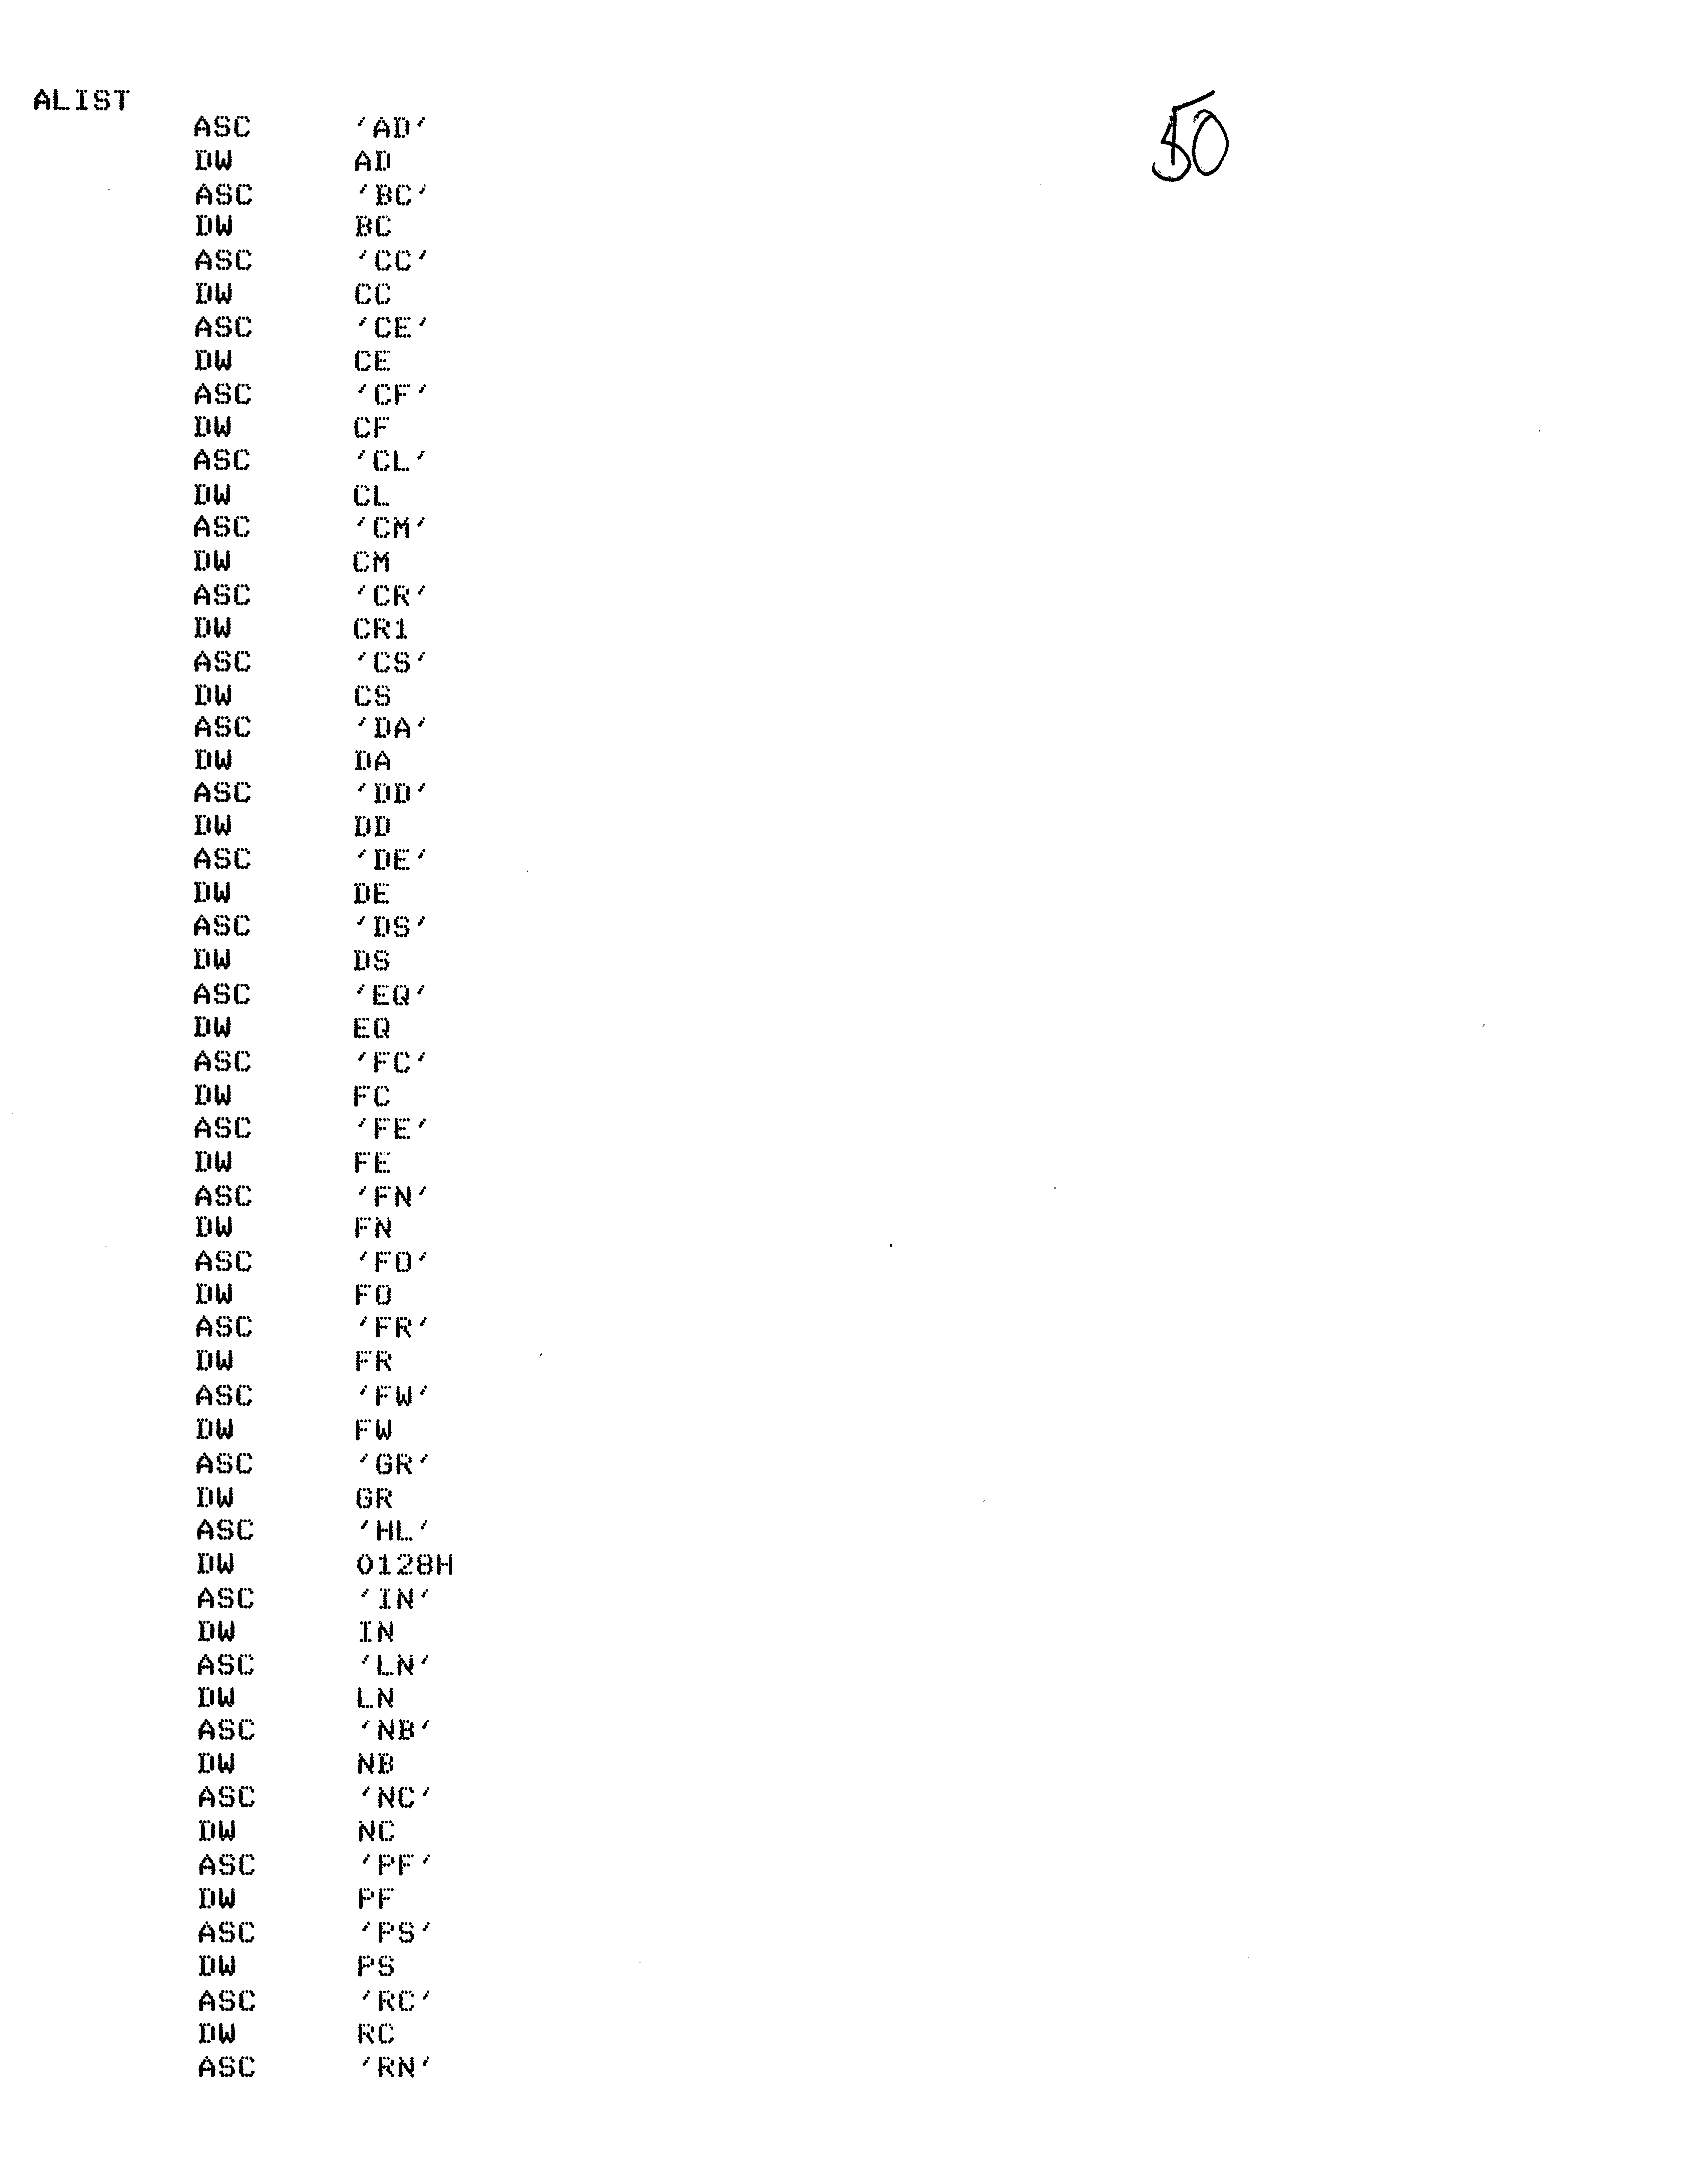 ALIST
50
ASC 'AD'
DW AD
ASC 'BC'
DW BC
ASC 'CC'
DW CC
ASC 'CE'
DW CE
ASC 'CF'
DW CF
ASC 'CL'
DW CL
ASC 'CM'
DW CM
ASC 'CR'
DW CR1
ASC 'CS'
DW CS
ASC 'DA'
DW DA
ASC 'DD'
DW DD
ASC 'DE'
DW DE
ASC 'DS'
DW DS
ASC 'EQ'
DW EQ
ASC 'FC'
DW FC
ASC 'FE'
DW FE
ASC 'FN'
DW FN
ASC 'FO'
DW FO
ASC 'FR'
DW FR
ASC 'FW'
DW FW
ASC 'GR'
DW GR
ASC 'HL'
DW 0128H
ASC 'IN'
DW IN
ASC 'LN'
DW LN
ASC 'NB'
DW NB
ASC 'NC'
DW NC
ASC 'PF'
DW PF
ASC 'PS'
DW PS
ASC 'RC'
DW RC
ASC 'RN'